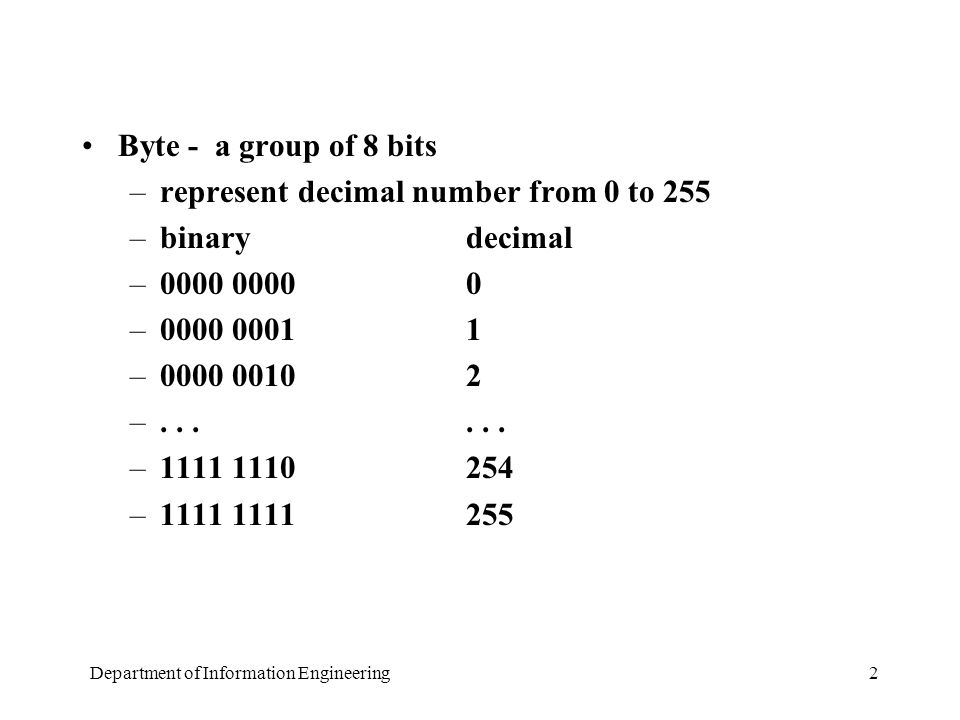 • Byte - a group of 8 bits
– represent decimal number from 0 to 255
– binary decimal
– 0000 0000 0
– 0000 0001 1
– 0000 0010 2
– . . . . . .
– 1111 1110 254
– 1111 1111 255
Department of Information Engineering 2